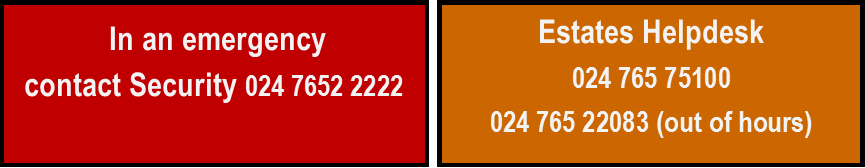 In an emergency
contact Security 024 7652 2222
Estates Helpdesk
024 765 75100
024 765 22083 (out of hours)